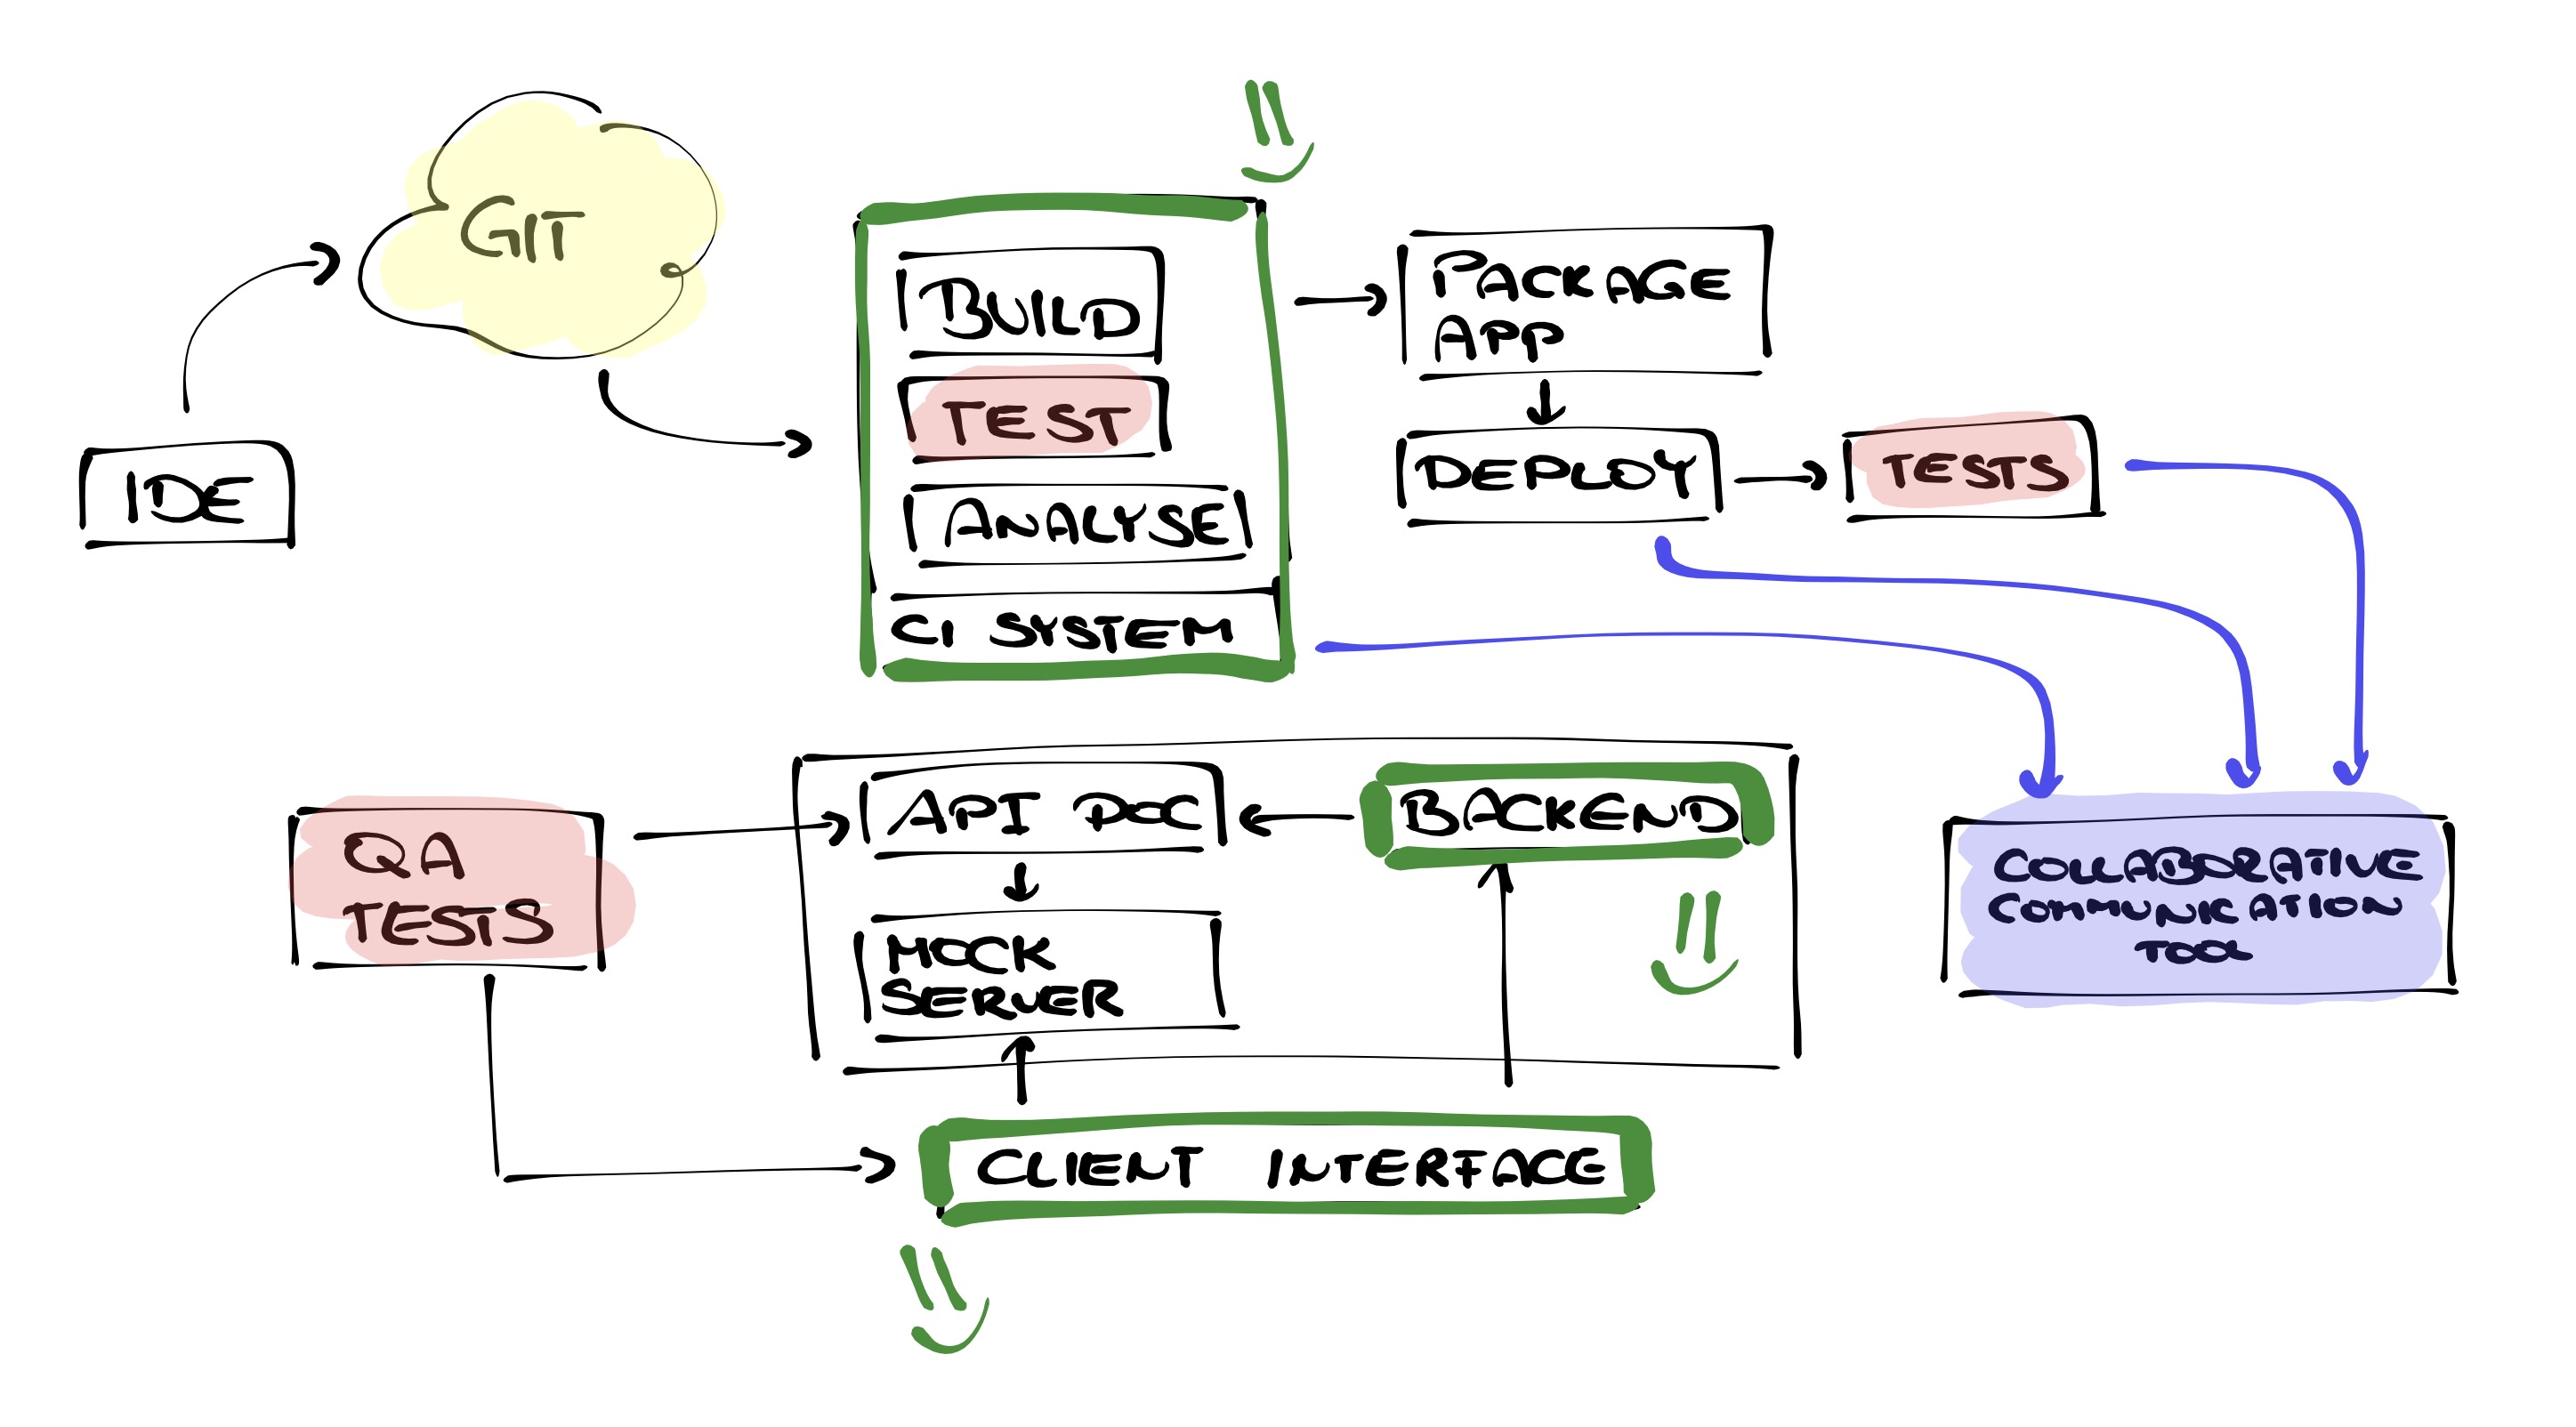 GIT
IDE
BUILD
TEST
ANALYSE
CI SYSTEM
PACKAGE
APP
DEPLOY
TESTS
QA
TESTS
API DOC
BACKEND
MOCK
SERVER
CLIENT INTERFACE
COLLABORATIVE
COMMUNICATION
TOOL